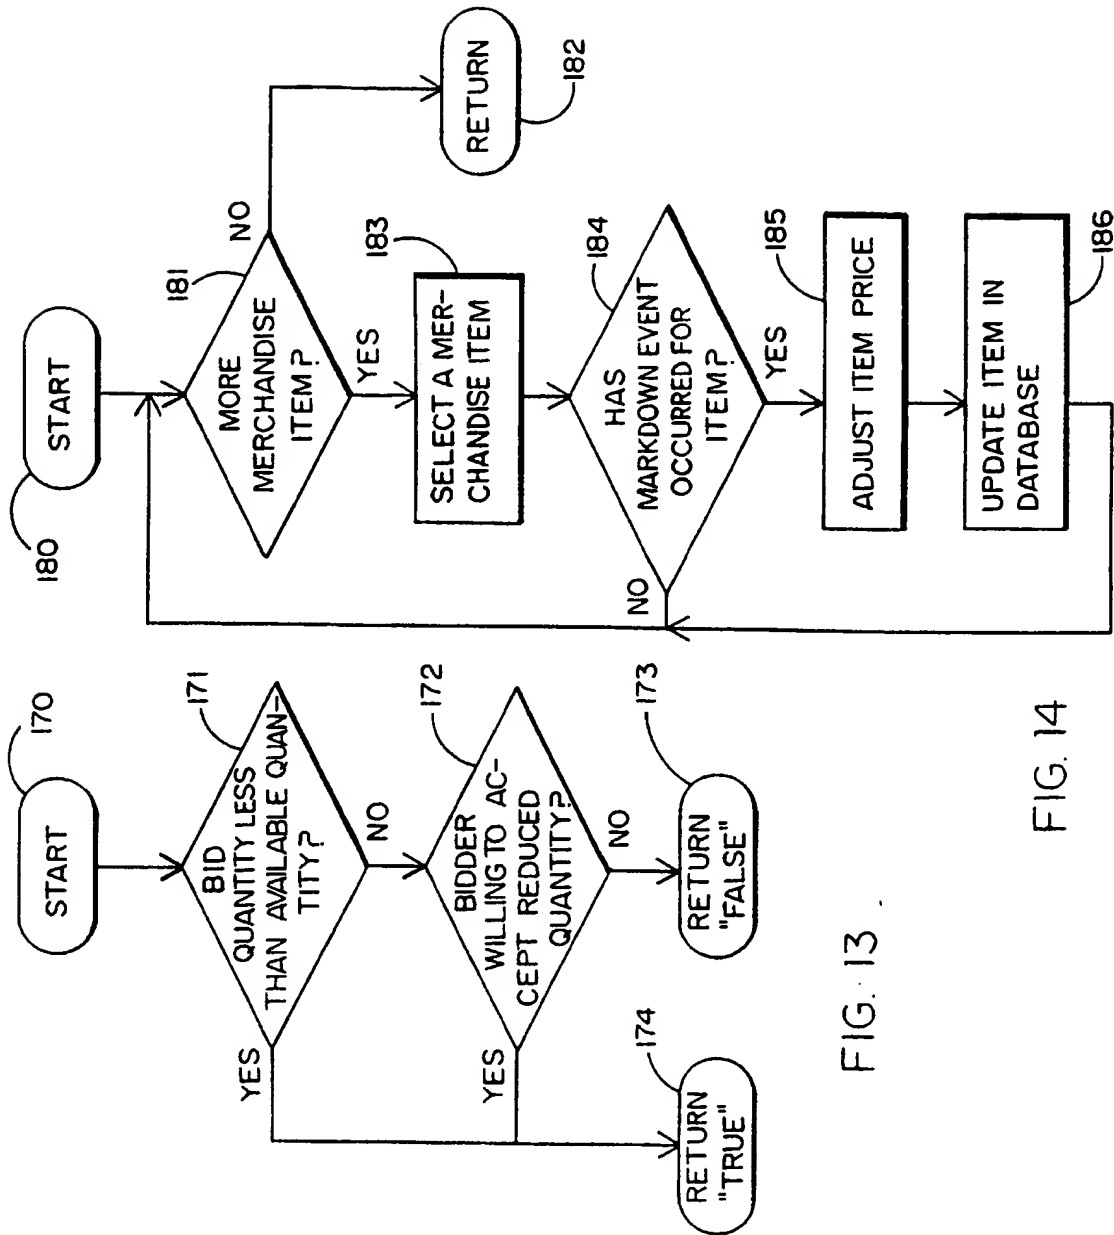 170
START
171
BID
QUANTITY LESS
THAN AVAILABLE QUAN-
TITY?
YES
NO
172
BIDDER
WILLING TO AC-
CEPT REDUCED
QUANTITY?
YES
NO
174
RETURN
"TRUE"
173
RETURN
"FALSE"
FIG. 13
180
START
181
MORE
MERCHANDISE
ITEM?
NO
YES
182
RETURN
183
SELECT A MER-
CHANDISE ITEM
184
HAS
MARKDOWN EVENT
OCCURRED FOR
ITEM?
NO
YES
185
ADJUST ITEM PRICE
186
UPDATE ITEM IN
DATABASE
FIG. 14